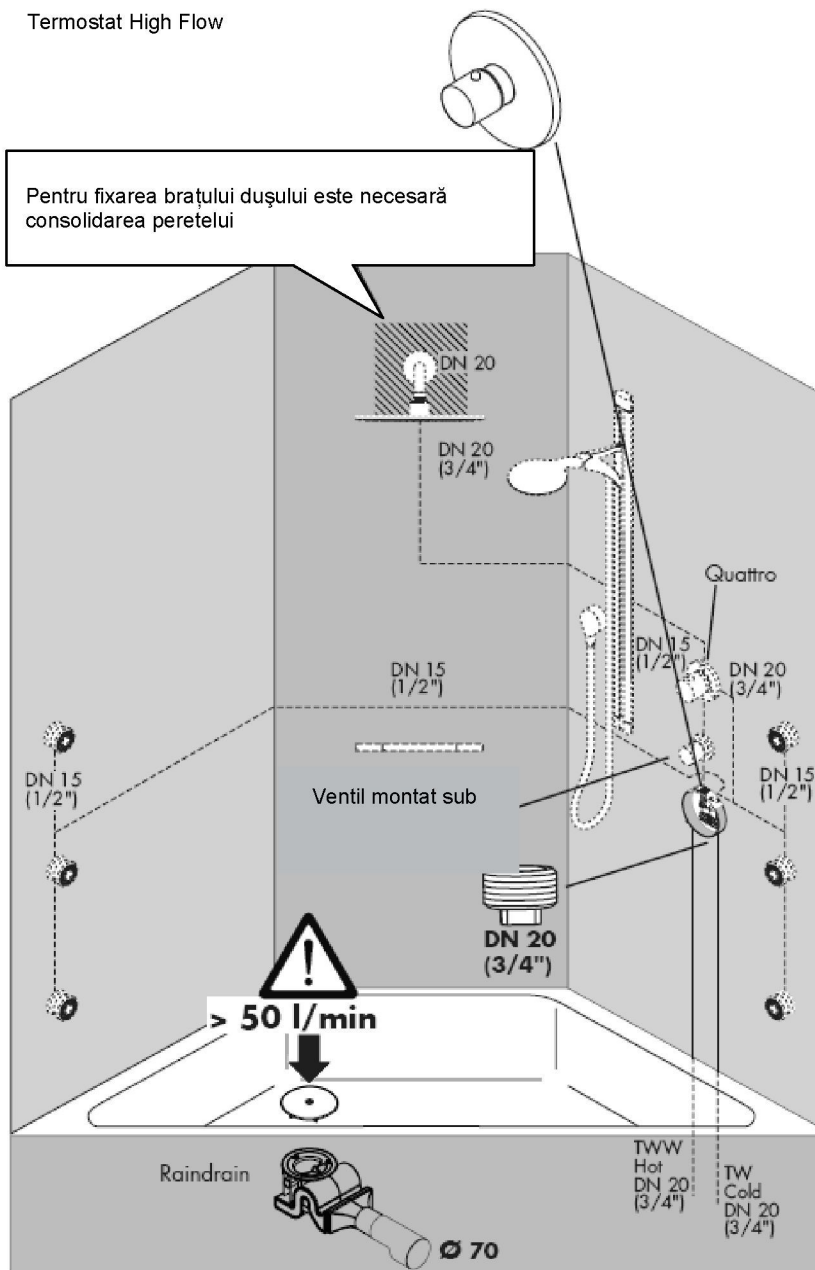 Termostat High Flow
Pentru fixarea braţului duşului este necesară
consolidarea peretelui
DN 20
DN 20
(3/4")
Quattro
DN 15
(1/2")
DN 20
(3/4")
DN 15
(1/2")
DN 15
(1/2")
DN 15
(1/2")
Ventil montat sub
DN 20
(3/4")
> 50 l/min
TWW
Hot
DN 20
(3/4")
TW
Cold
DN 20
(3/4")
Raindrain
Ø 70